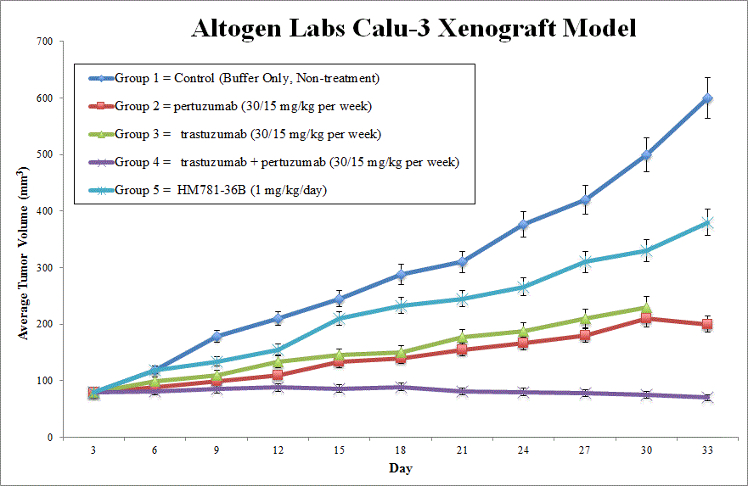 Altogen Labs Calu-3 Xenograft Model
700
600
500
400
300
200
100
0
Average Tumor Volume (mm³)
Group 1 = Control (Buffer Only, Non-treatment)
Group 2 = pertuzumab (30/15 mg/kg per week)
Group 3 = trastuzumab (30/15 mg/kg per week)
Group 4 = trastuzumab + pertuzumab (30/15 mg/kg per week)
Group 5 = HM781-36B (1 mg/kg/day)
3 6 9 12 15 18 21 24 27 30 33
Day